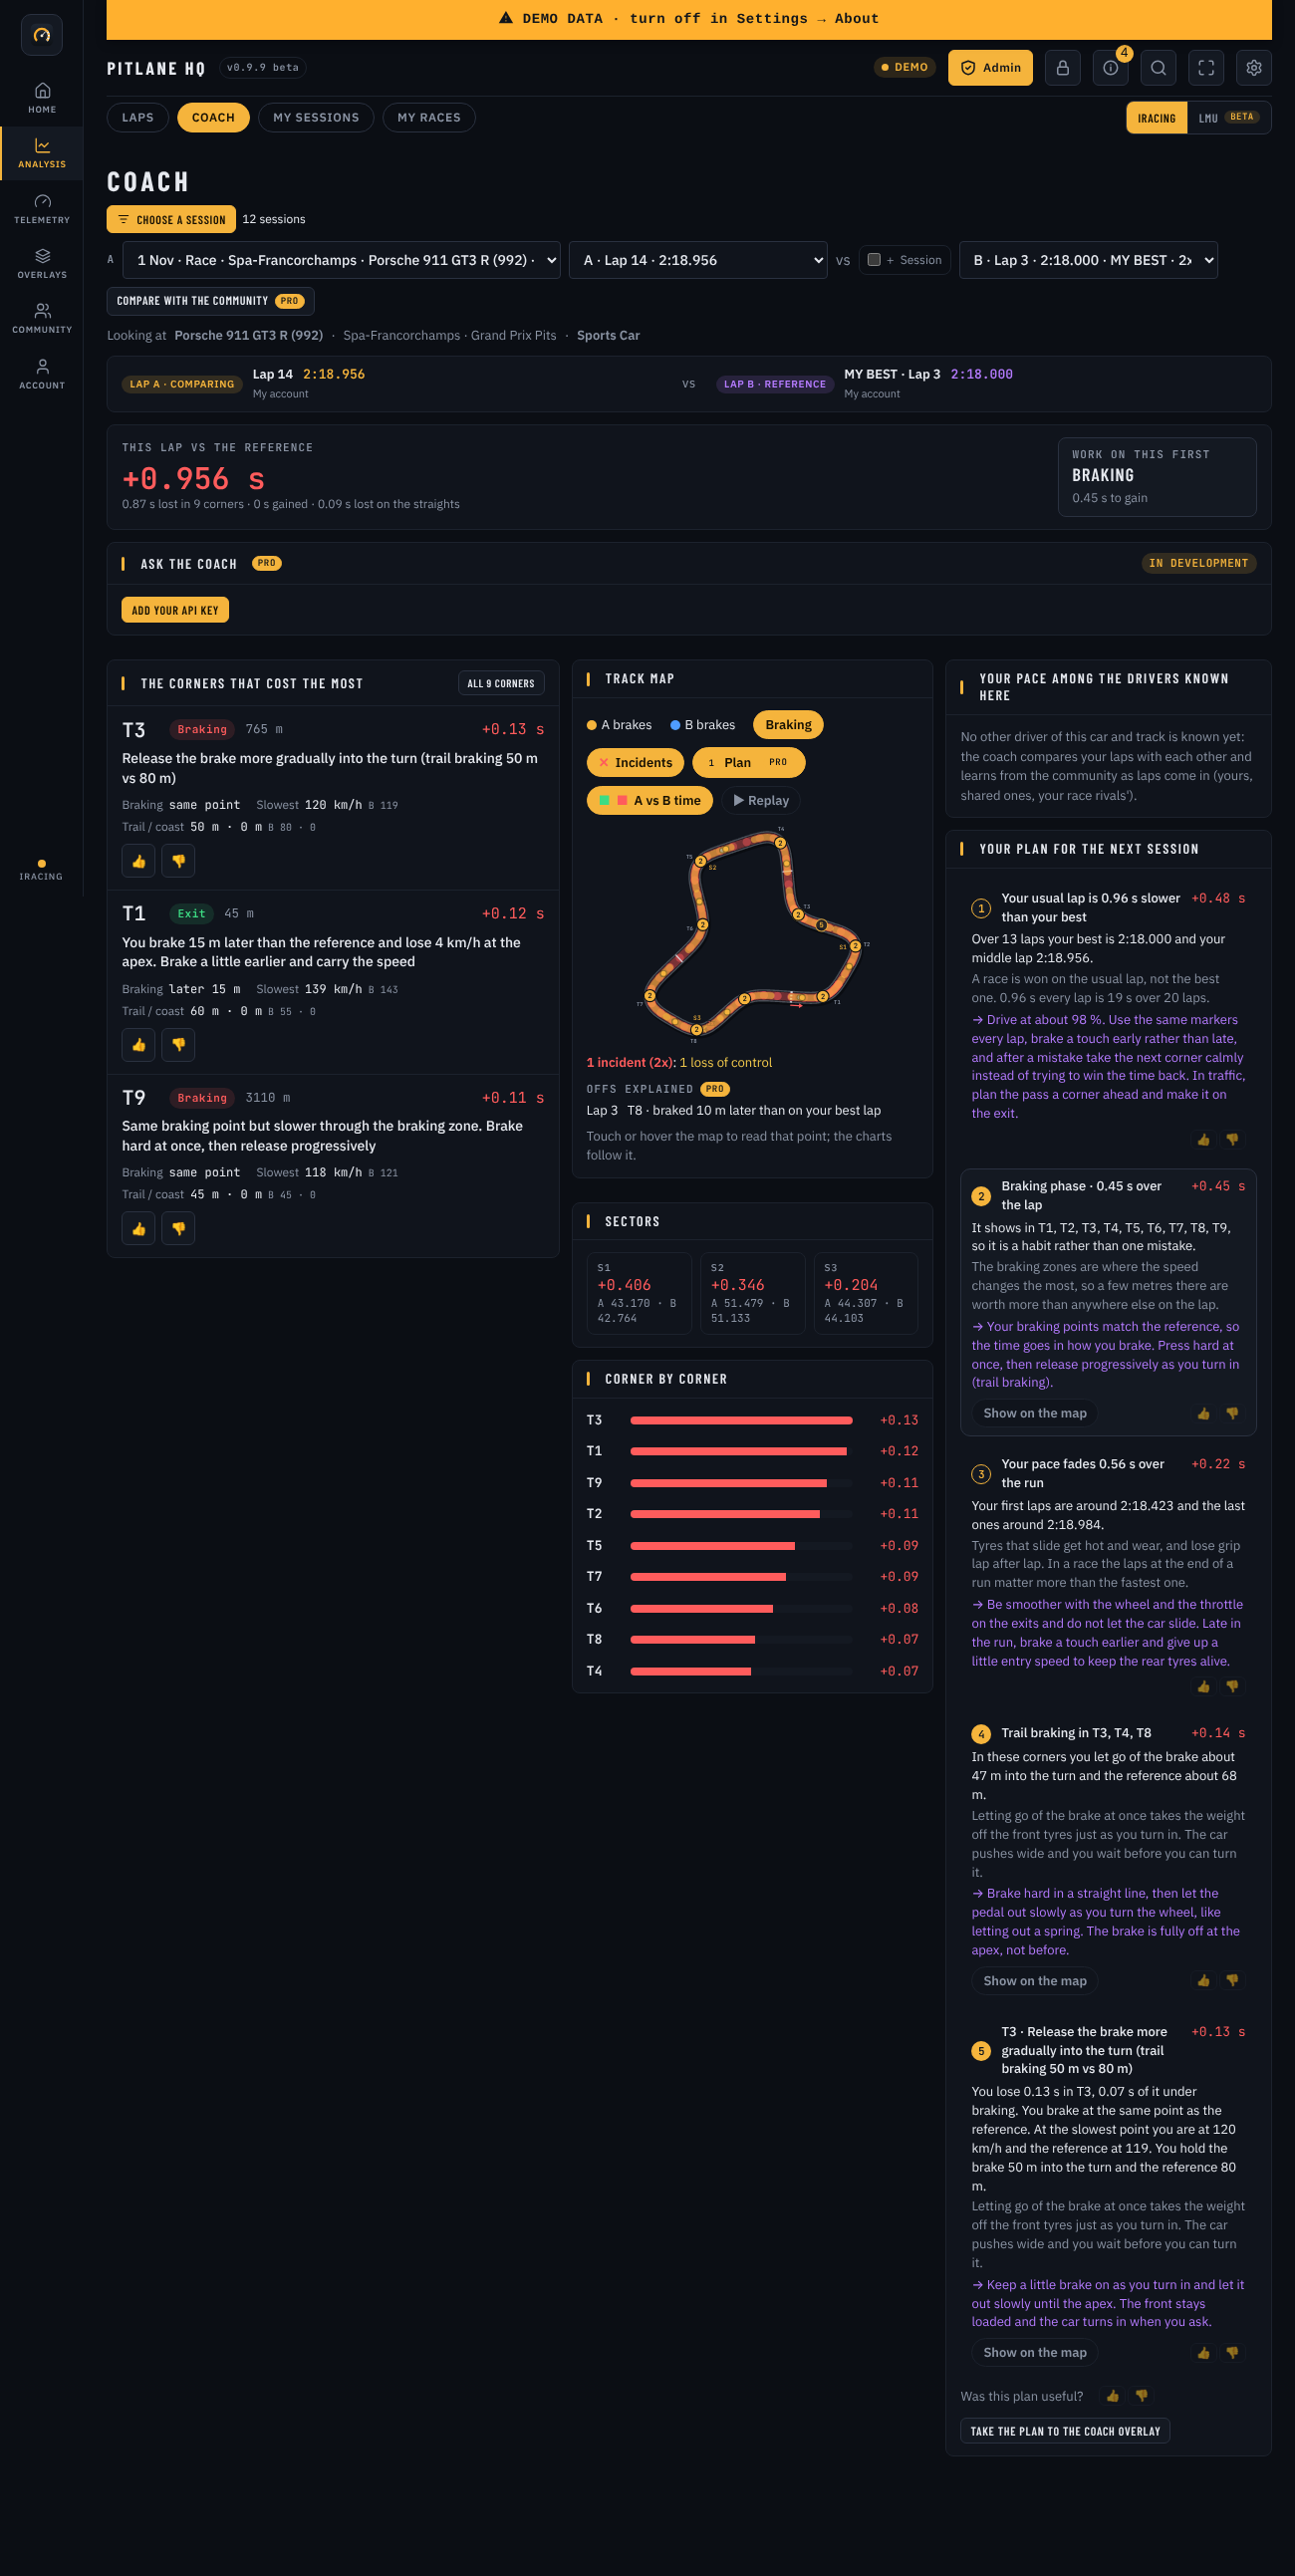 ⚠ DEMO DATA · turn off in Settings → About
PITLANE HQ
v0.9.9 beta
DEMO
Admin
4
HOME
ANALYSIS
TELEMETRY
OVERLAYS
COMMUNITY
ACCOUNT
IRACING
LAPS
COACH
MY SESSIONS
MY RACES
IRACING
LMU BETA
COACH
CHOOSE A SESSION
12 sessions
A
1 Nov · Race · Spa-Francorchamps · Porsche 911 GT3 R (992) ·
A · Lap 14 · 2:18.956
VS
+ Session
B · Lap 3 · 2:18.000 · MY BEST · 2x
COMPARE WITH THE COMMUNITY PRO
Looking at Porsche 911 GT3 R (992) · Spa-Francorchamps · Grand Prix Pits · Sports Car
LAP A · COMPARING
Lap 14 2:18.956
My account
VS
LAP B · REFERENCE
MY BEST · Lap 3 2:18.000
My account
THIS LAP VS THE REFERENCE
+0.956 s
0.87 s lost in 9 corners · 0 s gained · 0.09 s lost on the straights
WORK ON THIS FIRST
BRAKING
0.45 s to gain
ASK THE COACH PRO
IN DEVELOPMENT
ADD YOUR API KEY
THE CORNERS THAT COST THE MOST
ALL 9 CORNERS
T3 Braking 765 m +0.13 s
Release the brake more gradually into the turn (trail braking 50 m
vs 80 m)
Braking same point Slowest 120 km/h B 119
Trail / coast 50 m · 0 m B 80 · 0
👍 👎
T1 Exit 45 m +0.12 s
You brake 15 m later than the reference and lose 4 km/h at the
apex. Brake a little earlier and carry the speed
Braking later 15 m Slowest 139 km/h B 143
Trail / coast 60 m · 0 m B 55 · 0
👍 👎
T9 Braking 3110 m +0.11 s
Same braking point but slower through the braking zone. Brake
hard at once, then release progressively
Braking same point Slowest 118 km/h B 121
Trail / coast 45 m · 0 m B 45 · 0
👍 👎
TRACK MAP
A brakes
B brakes
Braking
✕ Incidents
1 Plan PRO
A vs B time
▶ Replay
T4
T5
2
2
S2
T3
2
5
T6
2
S1
2
T2
T7
2
2
2
T1
S3
2
T8
1 incident (2x): 1 loss of control
OFFS EXPLAINED PRO
Lap 3 T8 · braked 10 m later than on your best lap
Touch or hover the map to read that point; the charts
follow it.
SECTORS
S1
+0.406
A 43.170 · B
42.764
S2
+0.346
A 51.479 · B
51.133
S3
+0.204
A 44.307 · B
44.103
CORNER BY CORNER
T3 +0.13
T1 +0.12
T9 +0.11
T2 +0.11
T5 +0.09
T7 +0.09
T6 +0.08
T8 +0.07
T4 +0.07
YOUR PACE AMONG THE DRIVERS KNOWN
HERE
No other driver of this car and track is known yet:
the coach compares your laps with each other and
learns from the community as laps come in (yours,
shared ones, your race rivals').
YOUR PLAN FOR THE NEXT SESSION
1 Your usual lap is 0.96 s slower +0.48 s
than your best
Over 13 laps your best is 2:18.000 and your
middle lap 2:18.956.
A race is won on the usual lap, not the best
one. 0.96 s every lap is 19 s over 20 laps.
→ Drive at about 98 %. Use the same markers
every lap, brake a touch early rather than late,
and after a mistake take the next corner calmly
instead of trying to win the time back. In traffic,
plan the pass a corner ahead and make it on
the exit.
👍 👎
2 Braking phase · 0.45 s over +0.45 s
the lap
It shows in T1, T2, T3, T4, T5, T6, T7, T8, T9,
so it is a habit rather than one mistake.
The braking zones are where the speed
changes the most, so a few metres there are
worth more than anywhere else on the lap.
→ Your braking points match the reference, so
the time goes in how you brake. Press hard at
once, then release progressively as you turn in
(trail braking).
Show on the map 👍 👎
3 Your pace fades 0.56 s over +0.22 s
the run
Your first laps are around 2:18.423 and the last
ones around 2:18.984.
Tyres that slide get hot and wear, and lose grip
lap after lap. In a race the laps at the end of a
run matter more than the fastest one.
→ Be smoother with the wheel and the throttle
on the exits and do not let the car slide. Late in
the run, brake a touch earlier and give up a
little entry speed to keep the rear tyres alive.
👍 👎
4 Trail braking in T3, T4, T8 +0.14 s
In these corners you let go of the brake about
47 m into the turn and the reference about 68
m.
Letting go of the brake at once takes the weight
off the front tyres just as you turn in. The car
pushes wide and you wait before you can turn
it.
→ Brake hard in a straight line, then let the
pedal out slowly as you turn the wheel, like
letting out a spring. The brake is fully off at the
apex, not before.
Show on the map 👍 👎
5 T3 · Release the brake more +0.13 s
gradually into the turn (trail
braking 50 m vs 80 m)
You lose 0.13 s in T3, 0.07 s of it under
braking. You brake at the same point as the
reference. At the slowest point you are at 120
km/h and the reference at 119. You hold the
brake 50 m into the turn and the reference 80
m.
Letting go of the brake at once takes the weight
off the front tyres just as you turn in. The car
pushes wide and you wait before you can turn
it.
→ Keep a little brake on as you turn in and let it
out slowly until the apex. The front stays
loaded and the car turns in when you ask.
Show on the map 👍 👎
Was this plan useful? 👍 👎
TAKE THE PLAN TO THE COACH OVERLAY